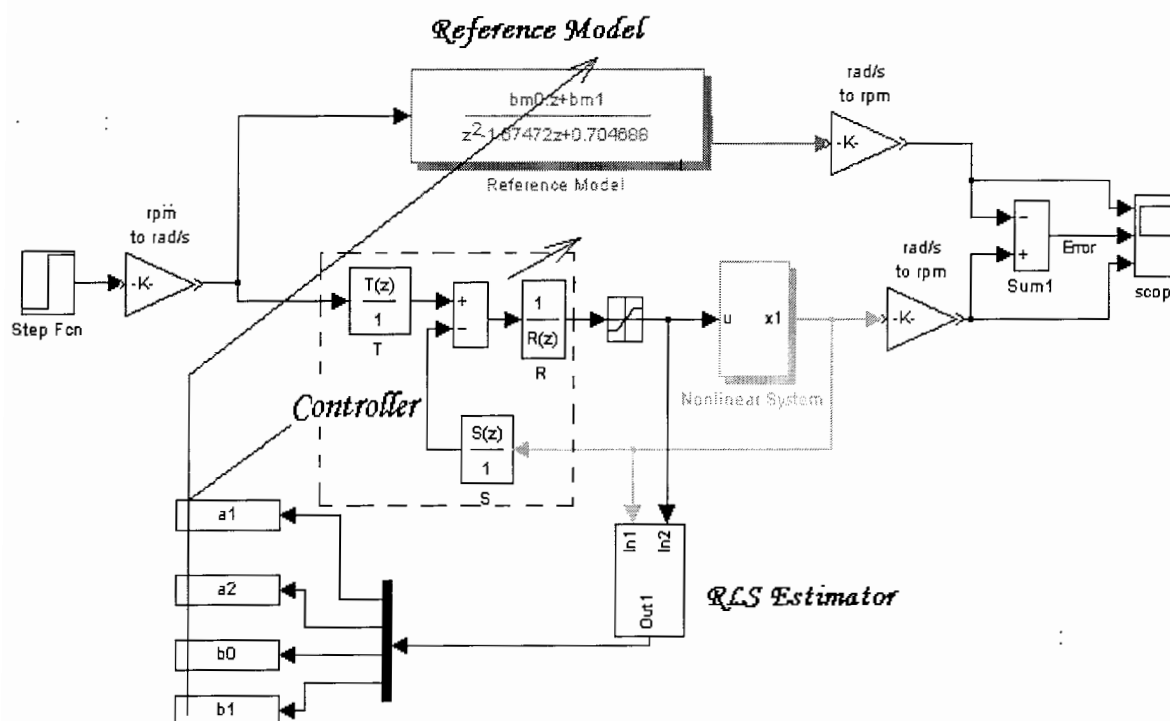 Reference Model
bm0.z+bm1
z²-1.67472z+0.704688
Reference Model
rad/s
to rpm
-K-
rpm
to rad/s
-K-
Step Fcn
T(z)
1
T
+
−
1
R(z)
R
u
x1
Nonlinear System
rad/s
to rpm
-K-
−
+
Sum1
Error
scop
Controller
S(z)
1
S
In1
In2
Out1
RLS Estimator
a1
a2
b0
b1